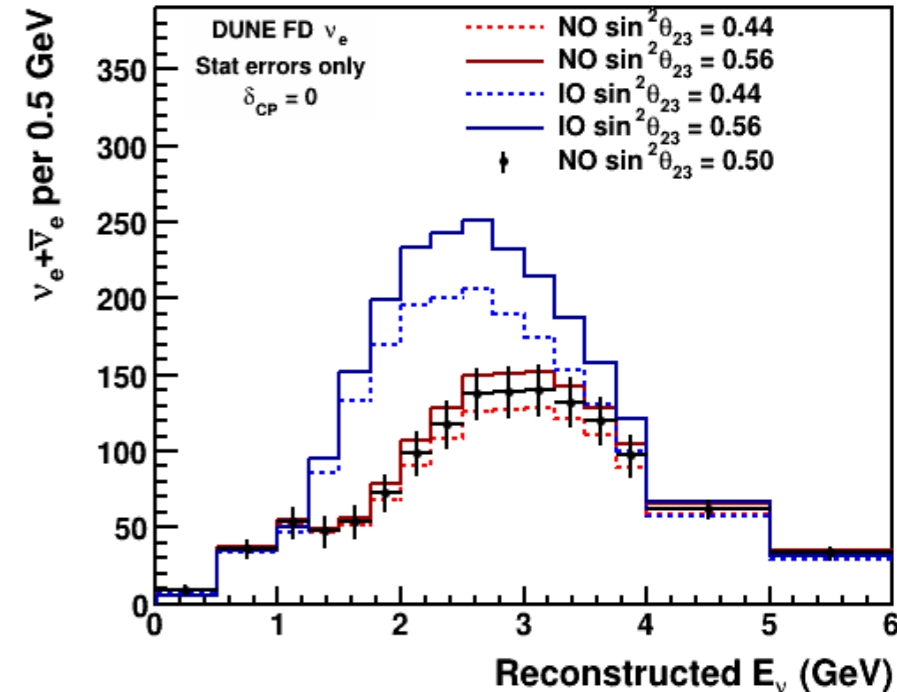 DUNE FD νₑ
Stat errors only
δ_CP = 0
NO sin²θ₂₃ = 0.44
NO sin²θ₂₃ = 0.56
IO sin²θ₂₃ = 0.44
IO sin²θ₂₃ = 0.56
NO sin²θ₂₃ = 0.50
νₑ+ν̅ₑ per 0.5 GeV
350
300
250
200
150
100
50
0
0 1 2 3 4 5 6
Reconstructed E_ν (GeV)